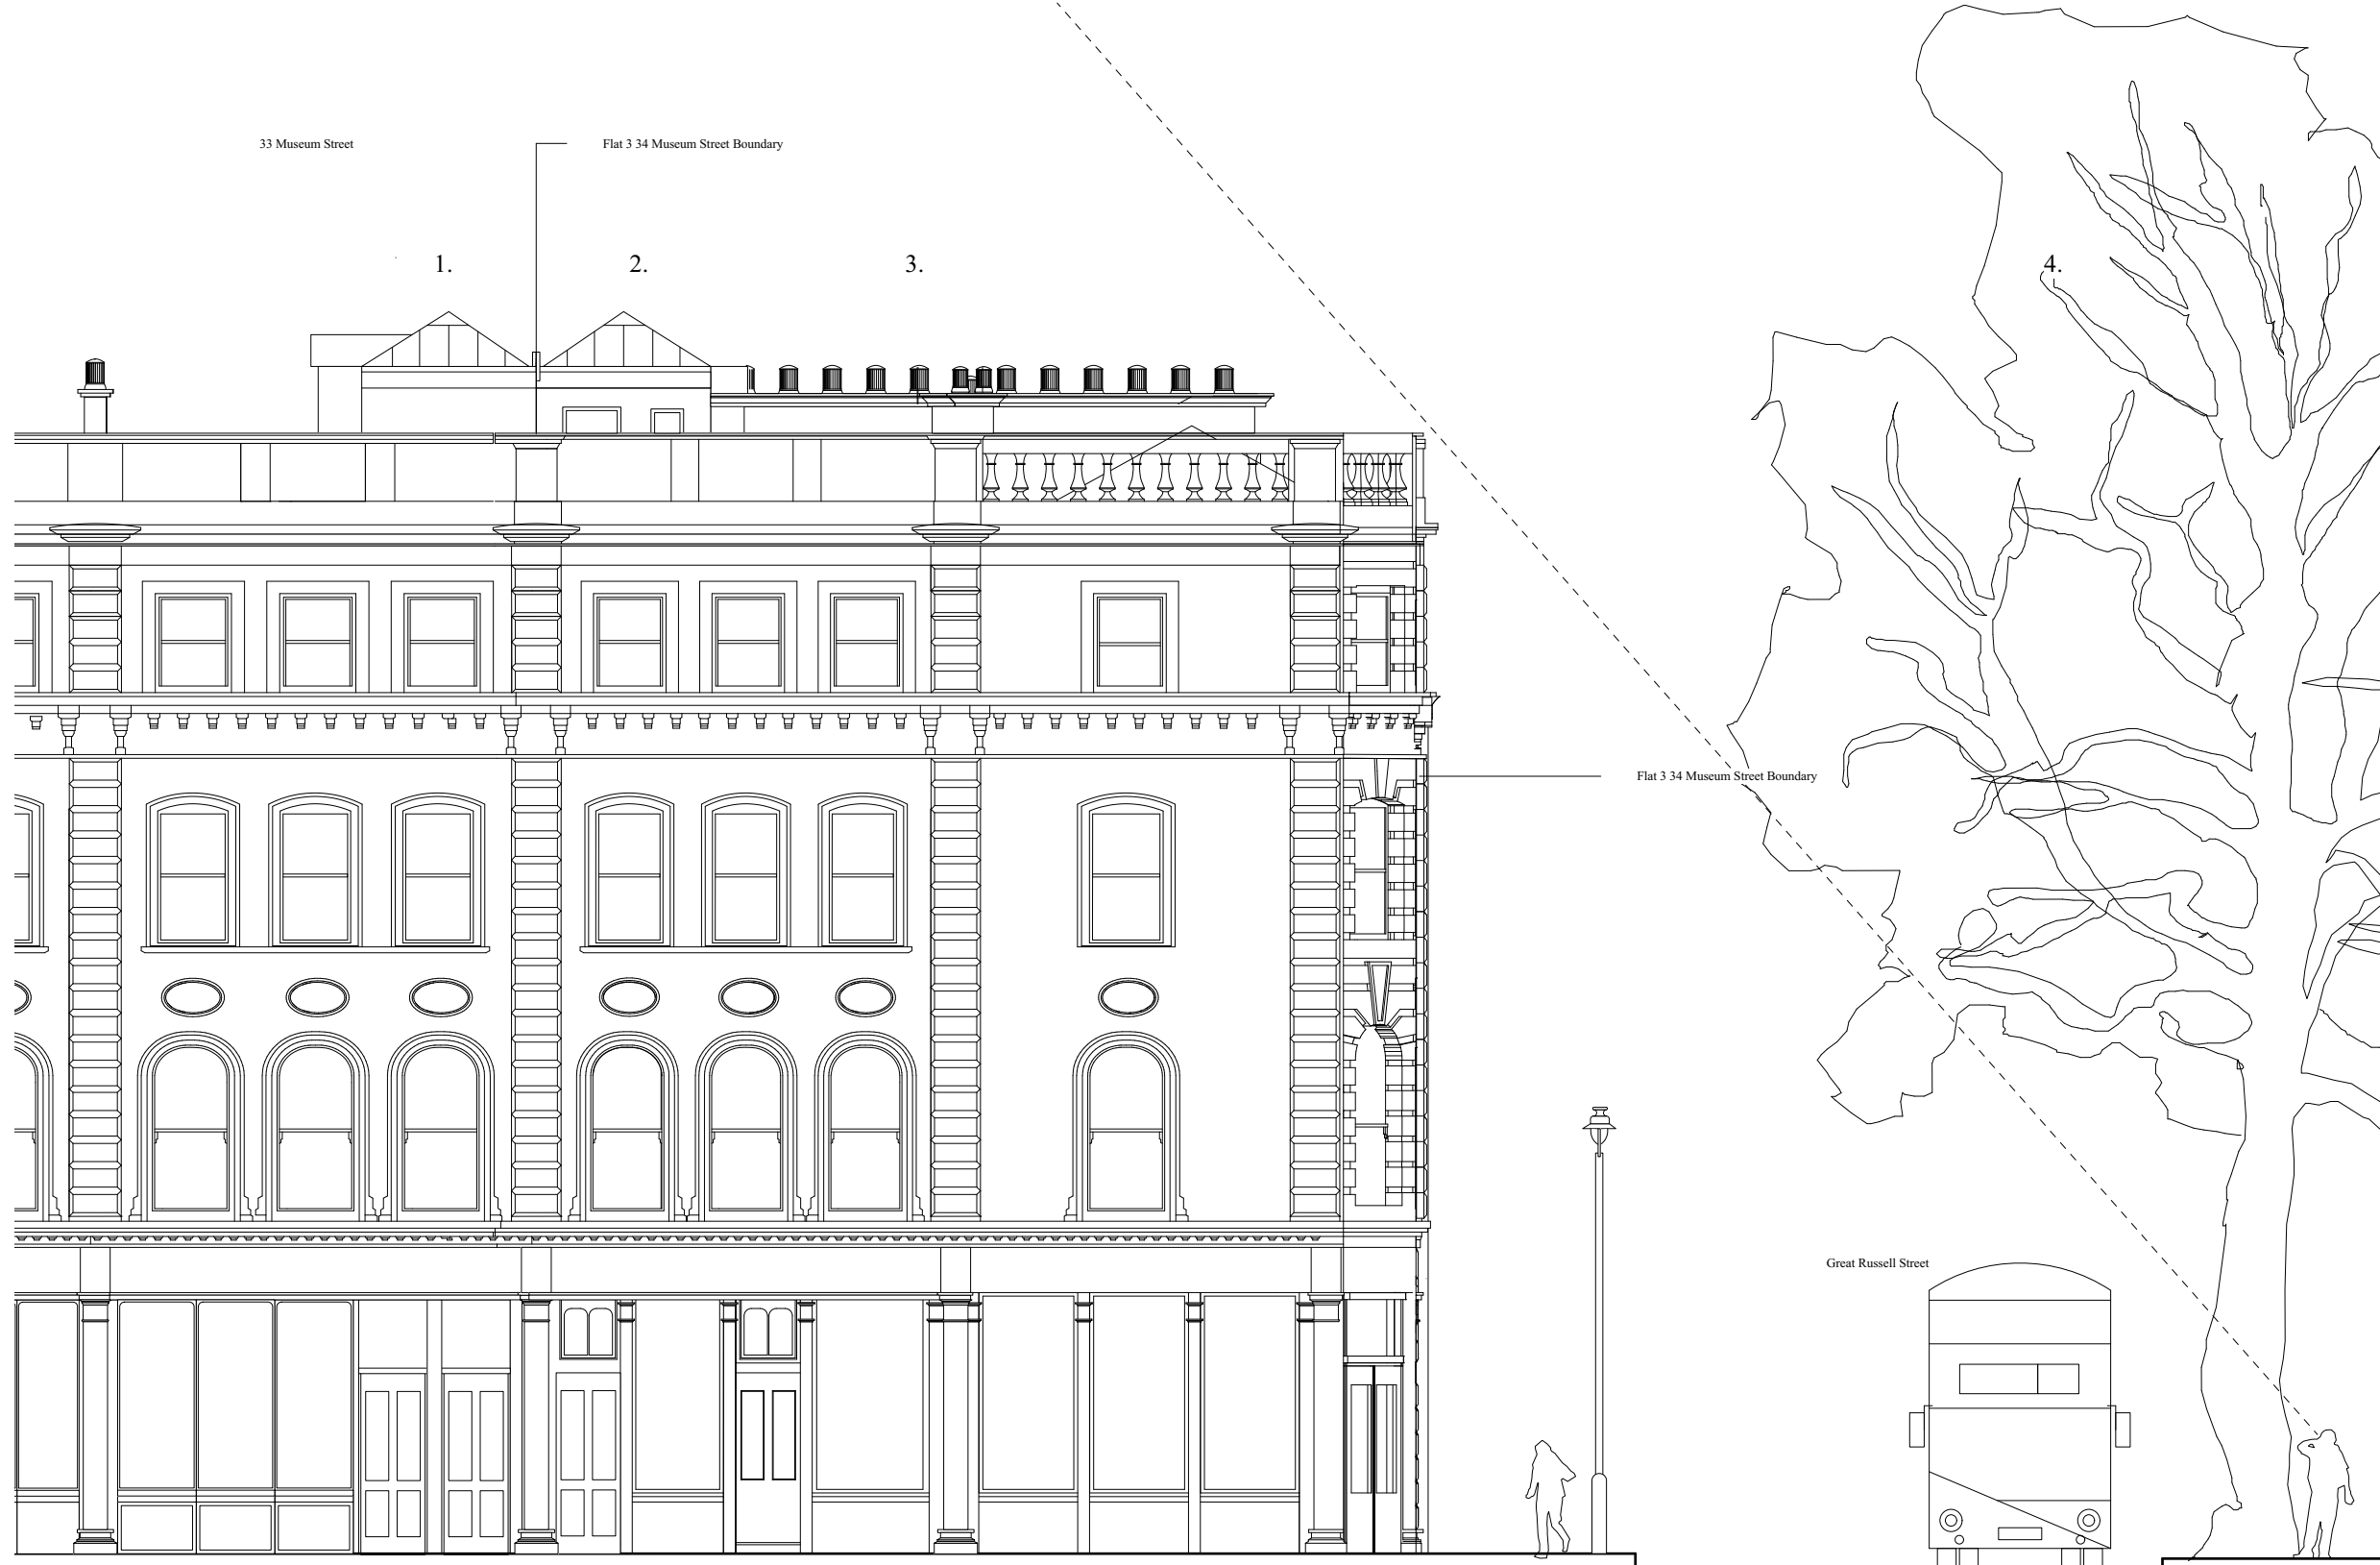 33 Museum Street
Flat 3 34 Museum Street Boundary
1.
2.
3.
4.
Flat 3 34 Museum Street Boundary
Great Russell Street